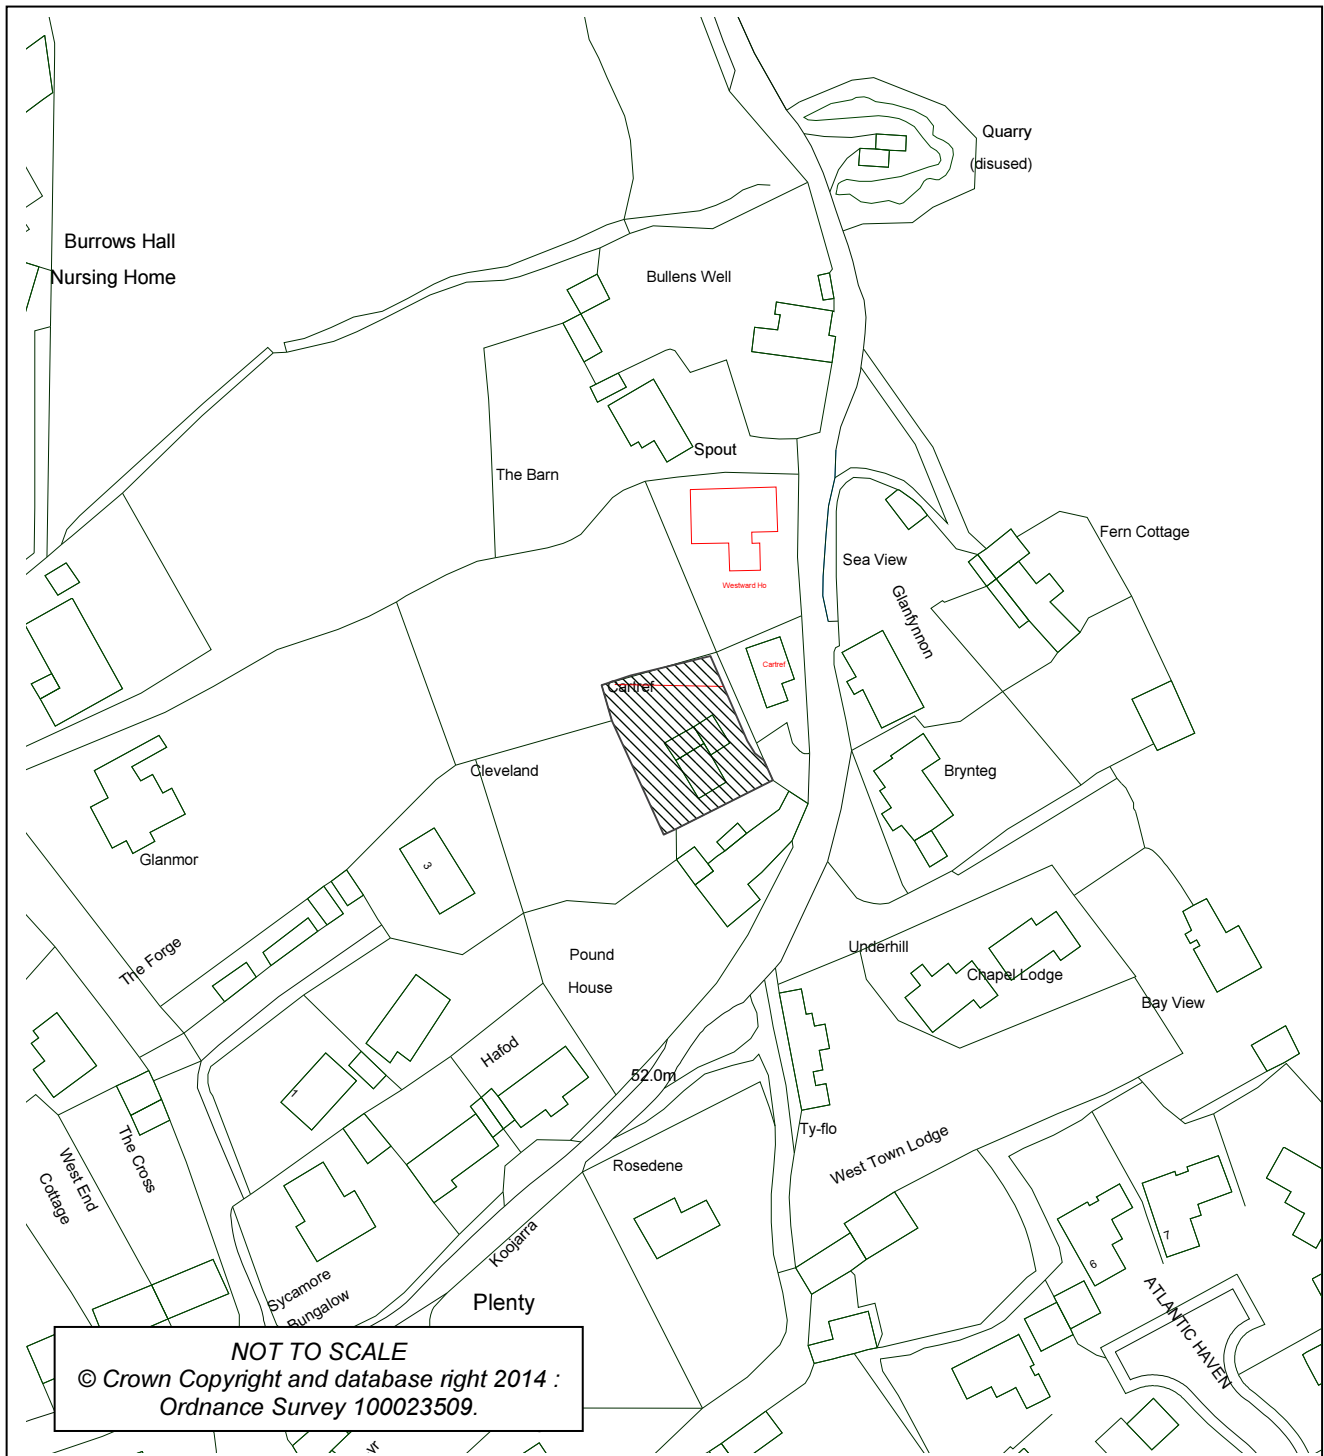 Quarry
(disused)
Burrows Hall
Nursing Home
Bullens Well
Spout
The Barn
Fern Cottage
Sea View
Westward Ho
Glanfynnon
Cartref
Cartref
Cleveland
Brynteg
Glanmor
3
The Forge
Underhill
Pound
House
Chapel Lodge
Bay View
Hafod
52.0m
1
Ty-flo
West Town Lodge
The Cross
West End
Cottage
Rosedene
Koojarra
7
6
Sycamore
Bungalow
Plenty
ATLANTIC HAVEN
NOT TO SCALE
© Crown Copyright and database right 2014 :
Ordnance Survey 100023509.